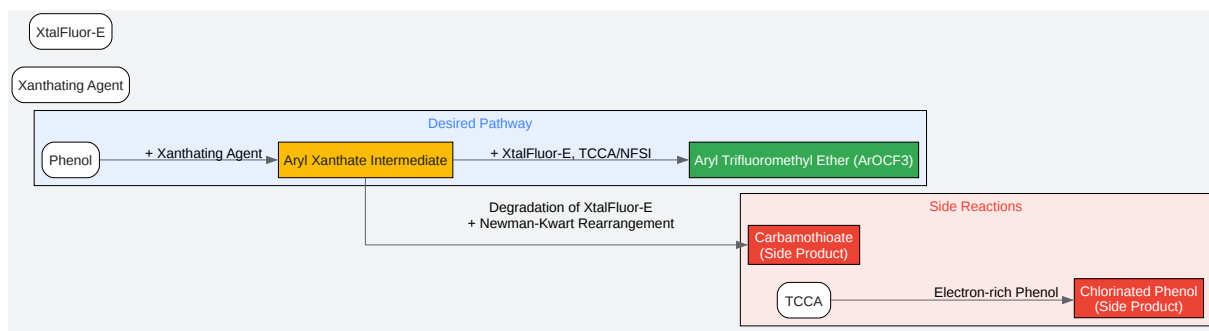 XtalFluor-E
Xanthating Agent
Desired Pathway
Phenol
+ Xanthating Agent
Aryl Xanthate Intermediate
+ XtalFluor-E, TCCA/NFSI
Aryl Trifluoromethyl Ether (ArOCF3)
Degradation of XtalFluor-E
+ Newman-Kwart Rearrangement
Side Reactions
Carbamothioate
(Side Product)
TCCA
Electron-rich Phenol
Chlorinated Phenol
(Side Product)